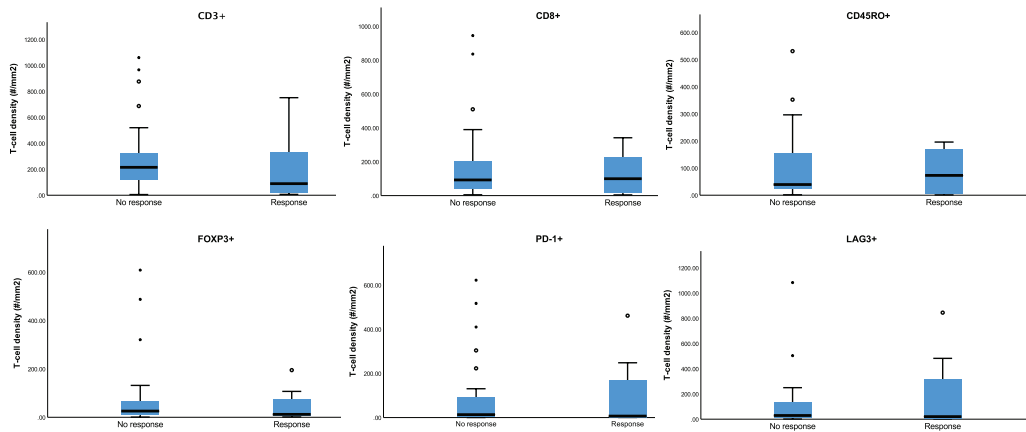 CD3+
T-cell density (#/mm2)
1200.00
1000.00
800.00
600.00
400.00
200.00
.00
No response
Response
CD8+
T-cell density (#/mm2)
1000.00
800.00
600.00
400.00
200.00
.00
No response
Response
CD45RO+
T-cell density (#/mm2)
600.00
500.00
400.00
300.00
200.00
100.00
.00
No response
Response
FOXP3+
T-cell density (#/mm2)
600.00
400.00
200.00
.00
No response
Response
PD-1+
T-cell density (#/mm2)
600.00
400.00
200.00
.00
No response
Response
LAG3+
T-cell density (#/mm2)
1200.00
1000.00
800.00
600.00
400.00
200.00
.00
No response
Response